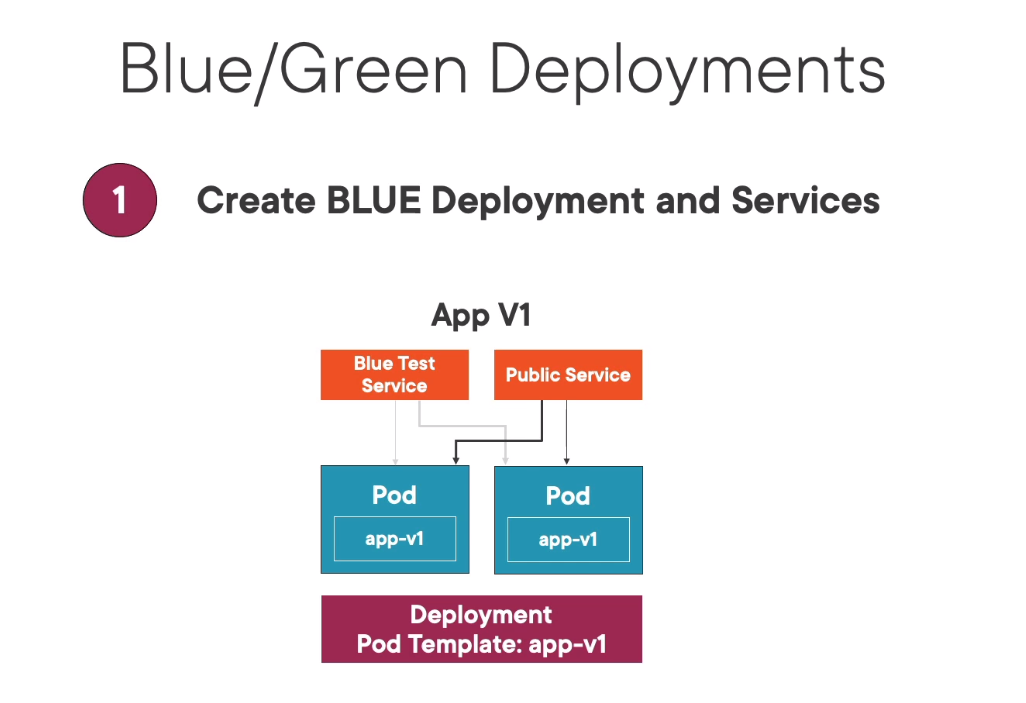 Blue/Green Deployments
1
Create BLUE Deployment and Services
App V1
Blue Test
Service
Public Service
Pod
app-v1
Pod
app-v1
Deployment
Pod Template: app-v1